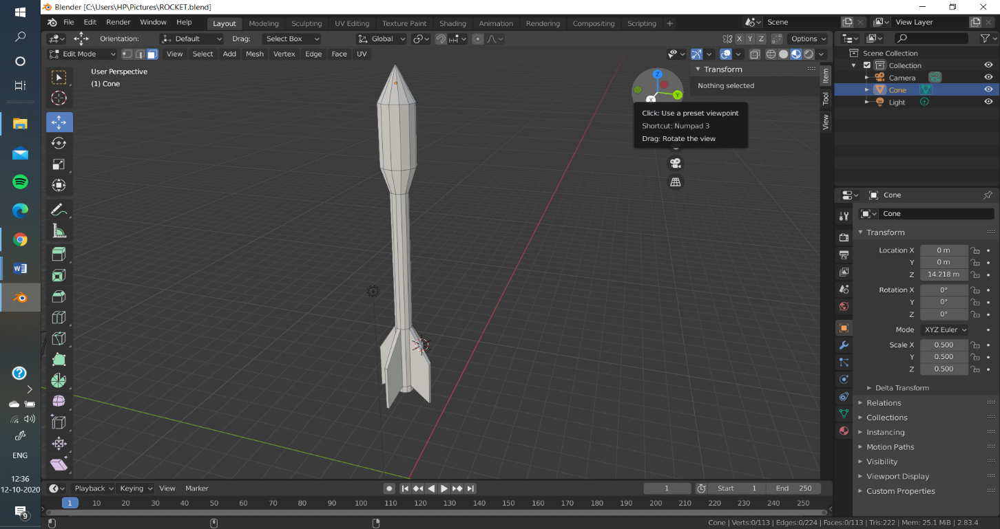 Blender [C:\Users\HP\Pictures\ROCKET.blend]
File Edit Render Window Help Layout Modeling Sculpting UV Editing Texture Paint Shading Animation Rendering Compositing Scripting + Scene View Layer
Orientation: Default Drag: Select Box Global X Y Z Options
Edit Mode View Select Add Mesh Vertex Edge Face UV
User Perspective
(1) Cone
Z
Y
X
Transform
Nothing selected
Item
Tool
View
Click: Use a preset viewpoint
Shortcut: Numpad 3
Drag: Rotate the view
Scene Collection
Collection
Camera
Cone
Light
Cone
Cone
Transform
Location X 0 m
Y 0 m
Z 14.218 m
Rotation X 0°
Y 0°
Z 0°
Mode XYZ Euler
Scale X 0.500
Y 0.500
Z 0.500
Delta Transform
Relations
Collections
Instancing
Motion Paths
Visibility
Viewport Display
Custom Properties
Playback Keying View Marker 1 Start 1 End 250
1 10 20 30 40 50 60 70 80 90 100 110 120 130 140 150 160 170 180 190 200 210 220 230 240 250
Cone | Verts:0/113 | Edges:0/224 | Faces:0/113 | Tris:222 | Mem: 25.1 MiB | 2.83.4
W
?
ENG
12:36
12-10-2020
9